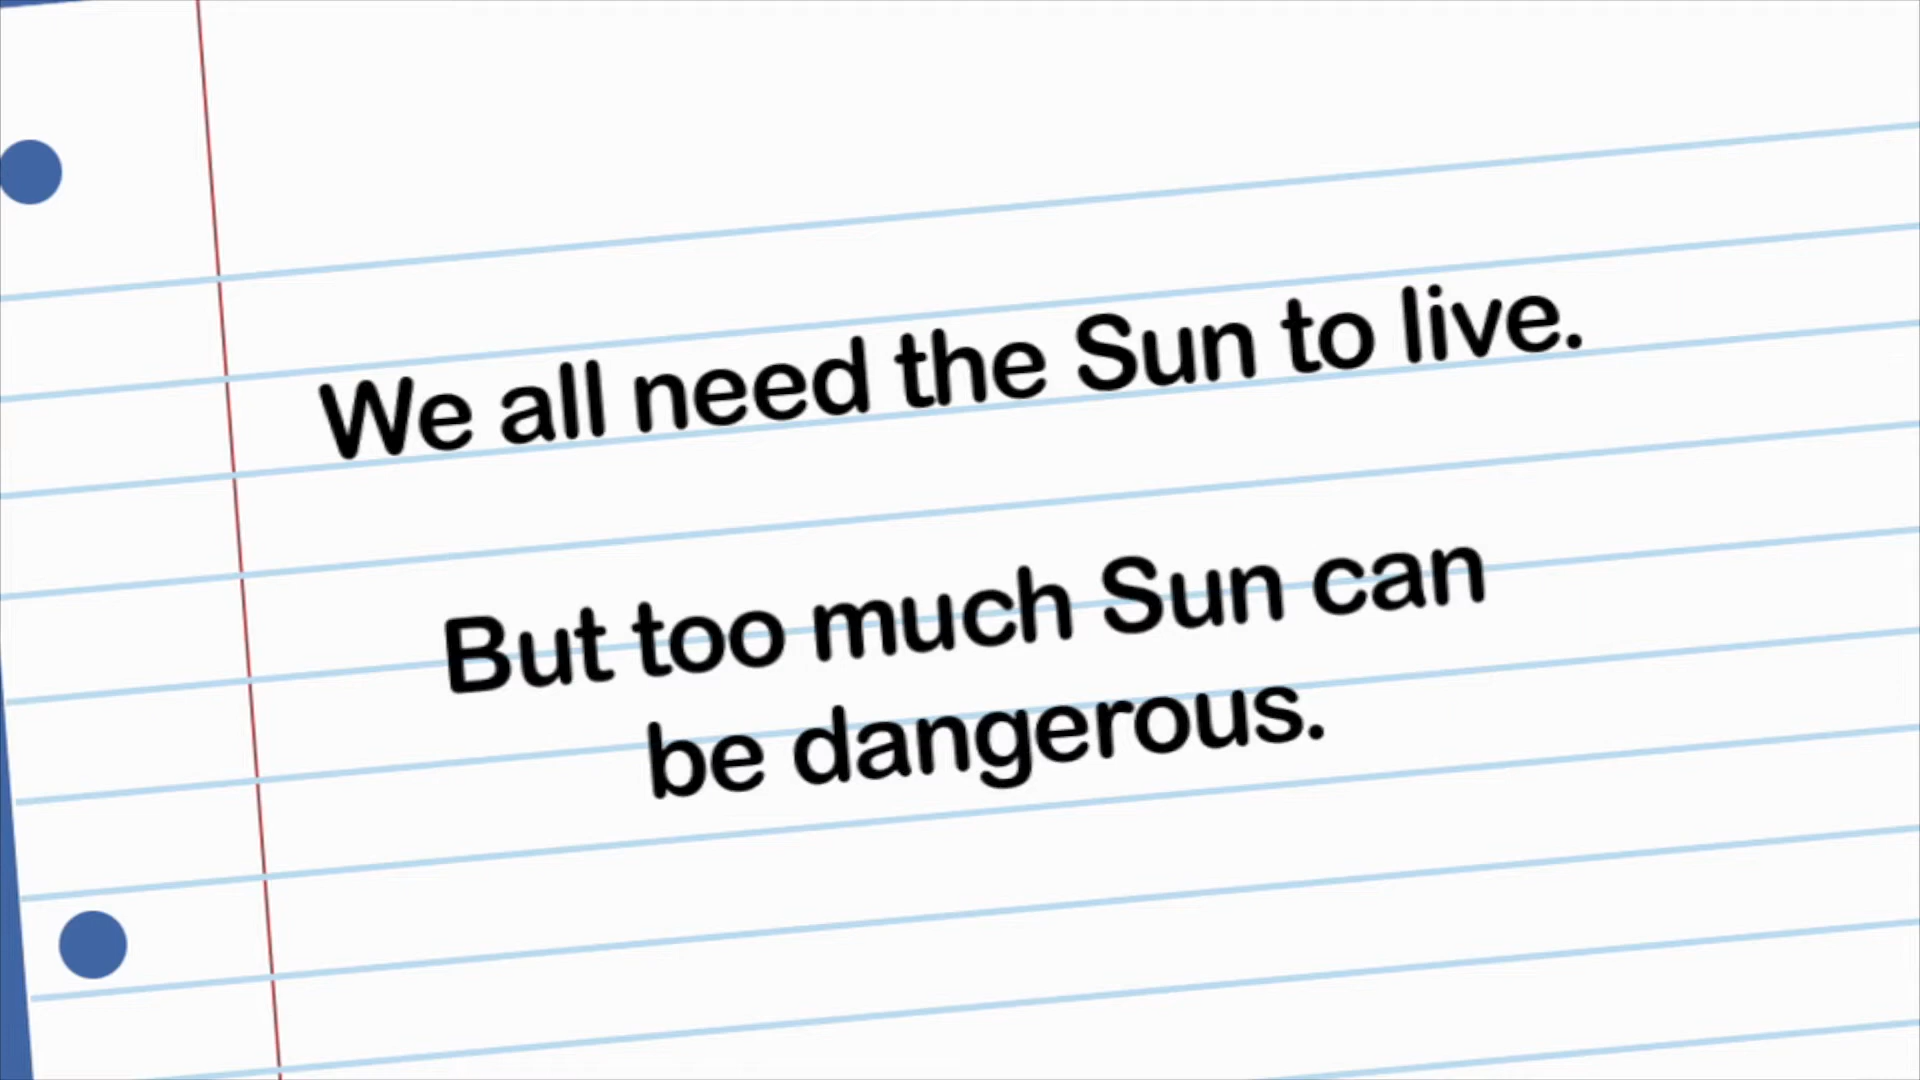 We all need the Sun to live.
But too much Sun can
be dangerous.